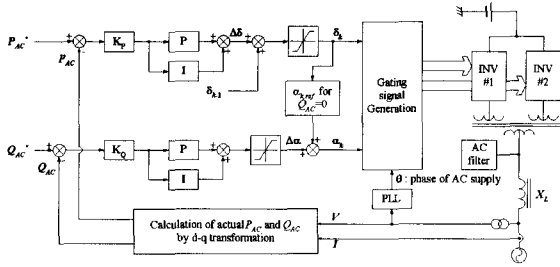 P_AC*
P_AC
K_P
P
I
Δδ
δ_k-1
δ_k
α_k ref for
Q_AC=0
Gating
signal
Generation
INV
#1
INV
#2
Q_AC*
Q_AC
K_Q
P
I
Δα
α_k
AC
filter
θ : phase of AC supply
PLL
X_L
Calculation of actual P_AC and Q_AC
by d-q transformation
V
I